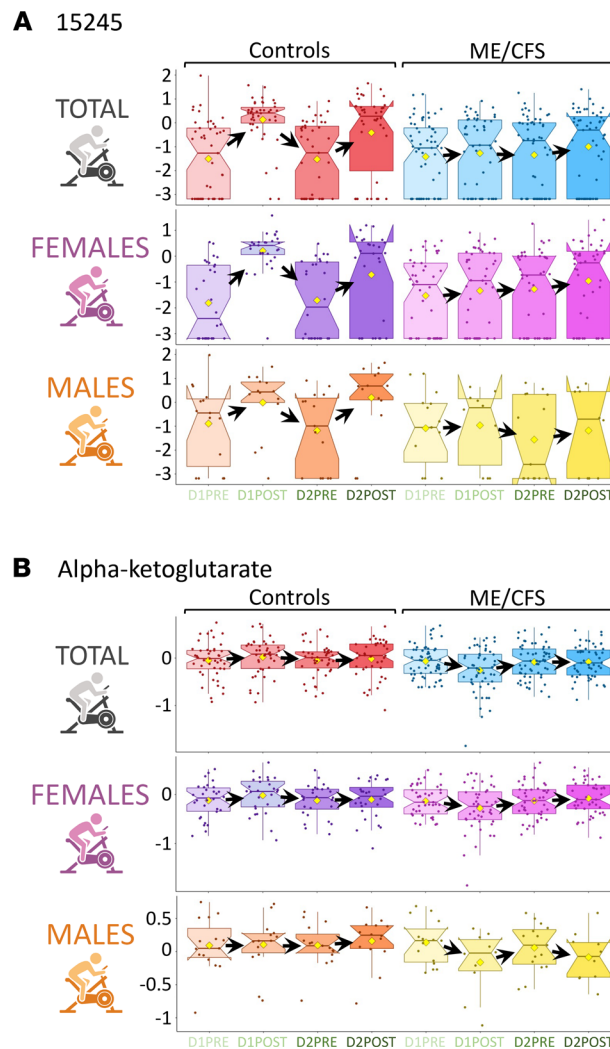 A 15245
Controls ME/CFS
TOTAL
2
1
0
-1
-2
-3
FEMALES
1
0
-1
-2
-3
MALES
2
1
0
-1
-2
-3
D1PRE D1POST D2PRE D2POST D1PRE D1POST D2PRE D2POST
B Alpha-ketoglutarate
Controls ME/CFS
TOTAL
0
-1
FEMALES
0
-1
MALES
0.5
0
-0.5
-1
D1PRE D1POST D2PRE D2POST D1PRE D1POST D2PRE D2POST